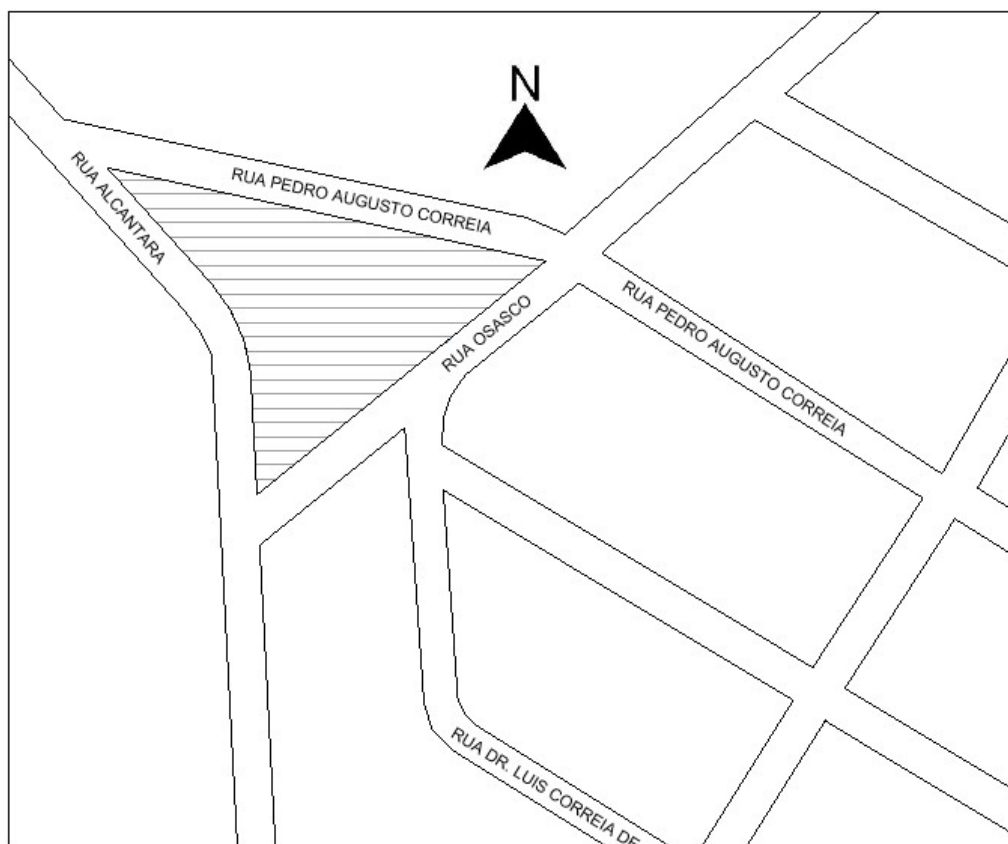 N
RUA PEDRO AUGUSTO CORREIA
RUA ALCANTARA
RUA OSASCO
RUA PEDRO AUGUSTO CORREIA
RUA DR. LUIS CORREIA DE